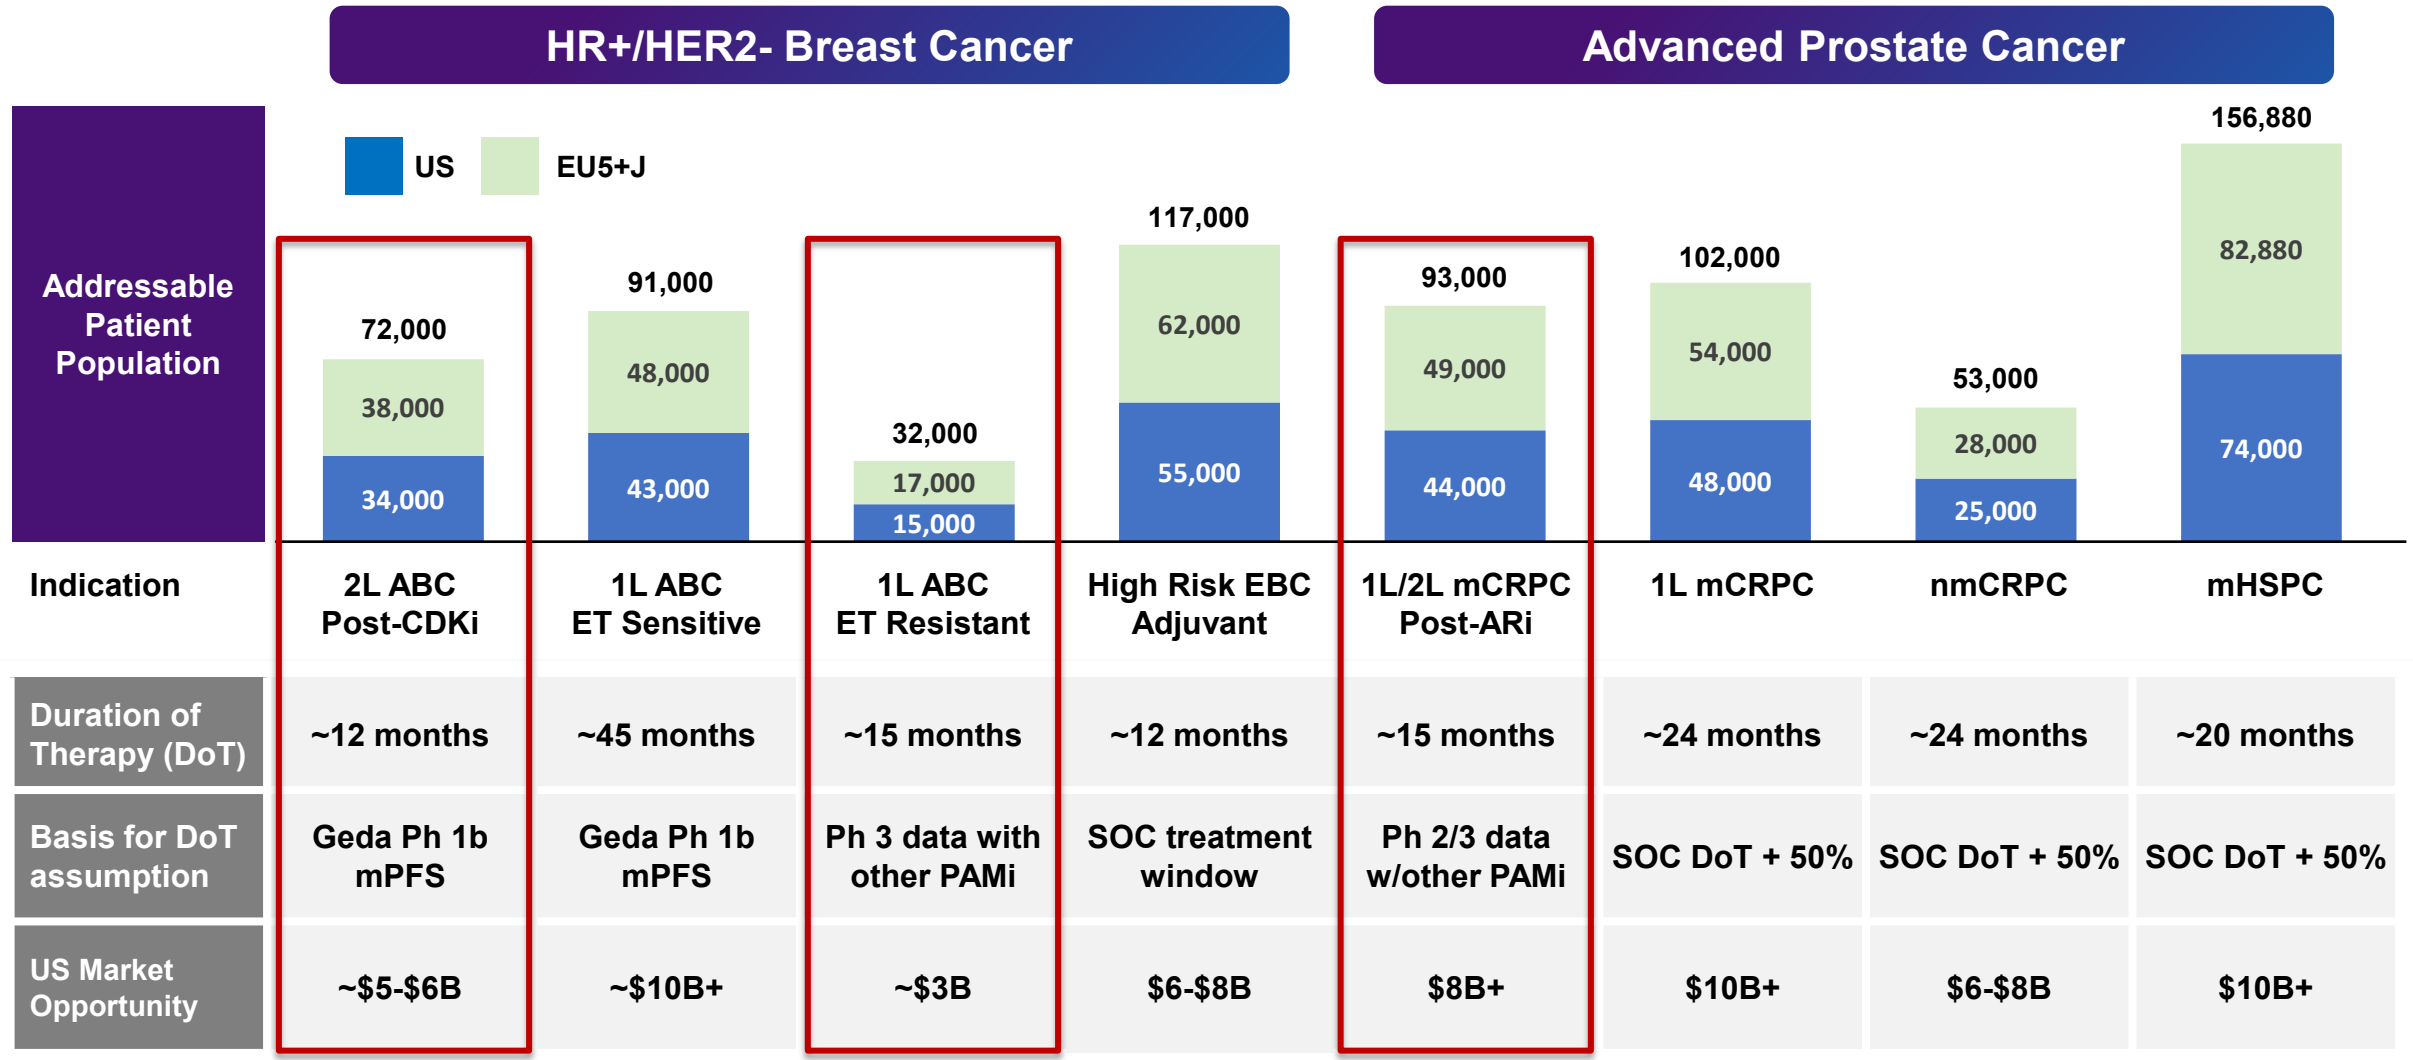 HR+/HER2- Breast Cancer
Advanced Prostate Cancer
US
EU5+J
Addressable
Patient
Population
72,000
38,000
34,000
91,000
48,000
43,000
32,000
17,000
15,000
117,000
62,000
55,000
93,000
49,000
44,000
102,000
54,000
48,000
53,000
28,000
25,000
156,880
82,880
74,000
Indication
2L ABC
Post-CDKi
1L ABC
ET Sensitive
1L ABC
ET Resistant
High Risk EBC
Adjuvant
1L/2L mCRPC
Post-ARi
1L mCRPC
nmCRPC
mHSPC
Duration of
Therapy (DoT)
~12 months
~45 months
~15 months
~12 months
~15 months
~24 months
~24 months
~20 months
Basis for DoT
assumption
Geda Ph 1b
mPFS
Geda Ph 1b
mPFS
Ph 3 data with
other PAMi
SOC treatment
window
Ph 2/3 data
w/other PAMi
SOC DoT + 50%
SOC DoT + 50%
SOC DoT + 50%
US Market
Opportunity
~$5-$6B
~$10B+
~$3B
$6-$8B
$8B+
$10B+
$6-$8B
$10B+